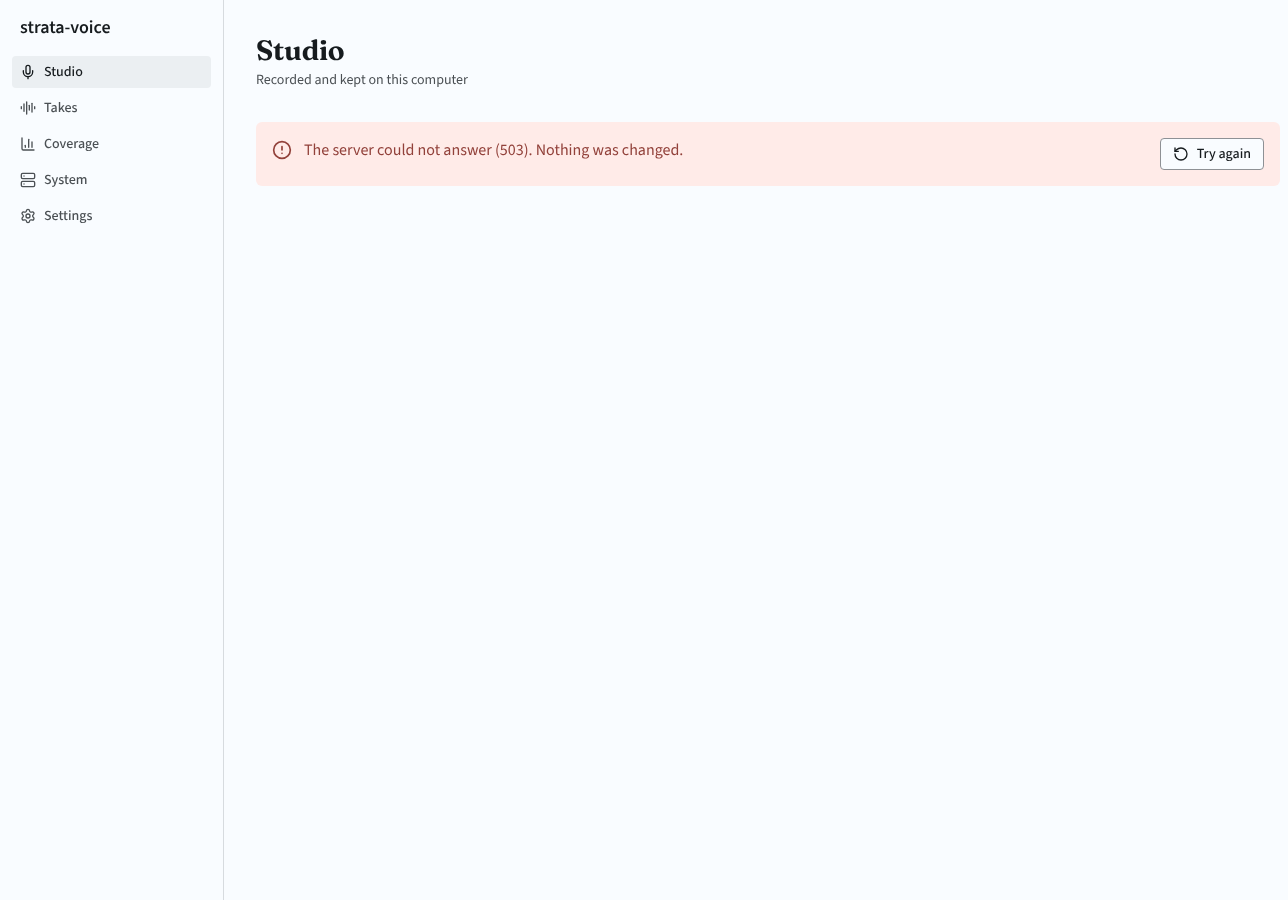 strata-voice
Studio
Takes
Coverage
System
Settings
Studio
Recorded and kept on this computer
The server could not answer (503). Nothing was changed.
Try again